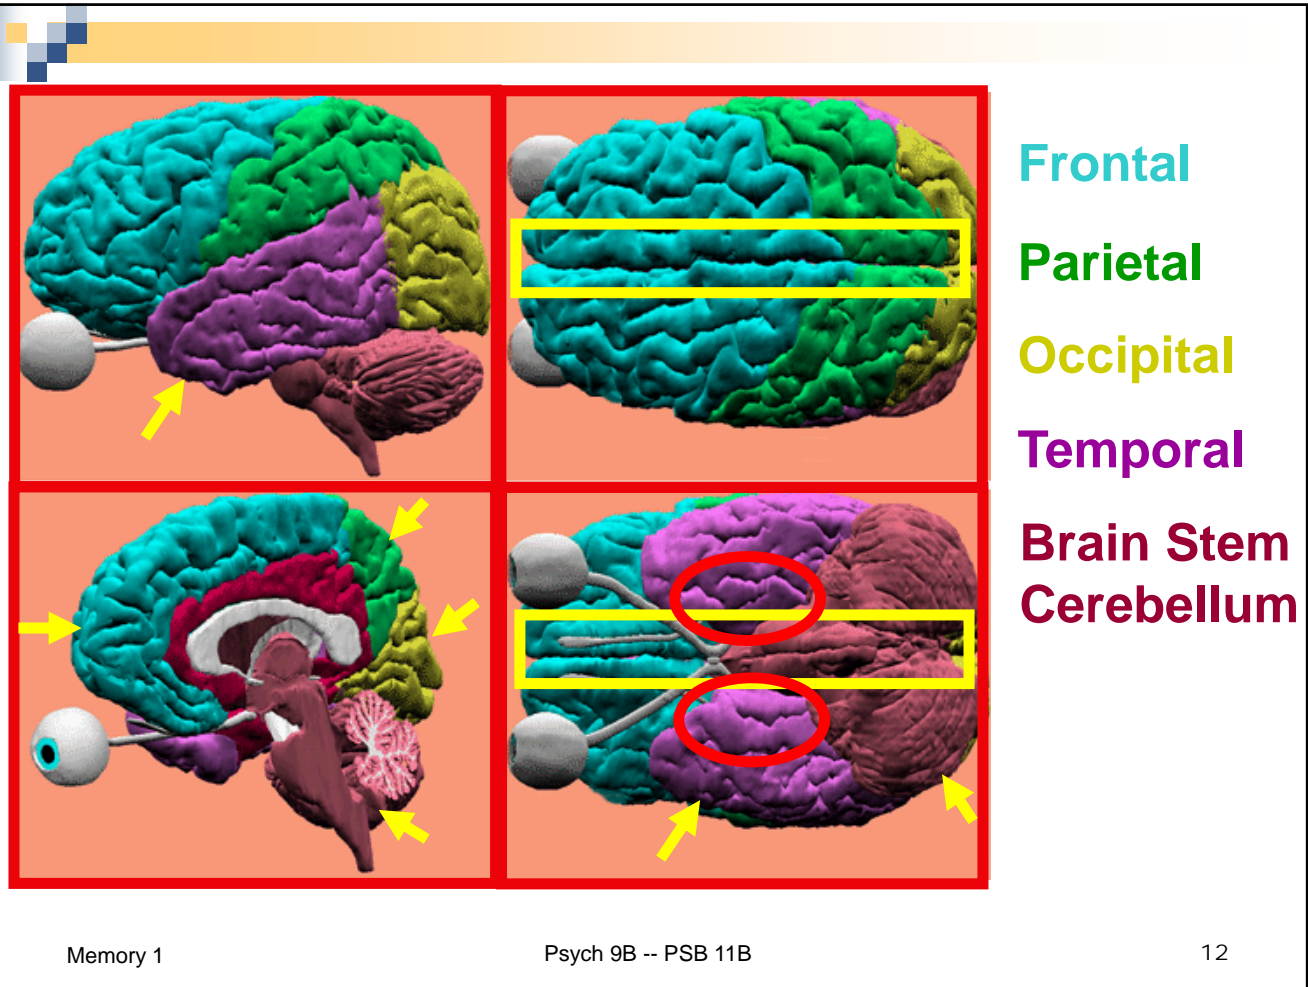 Frontal
Parietal
Occipital
Temporal
Brain Stem
Cerebellum
Memory 1
Psych 9B -- PSB 11B
12